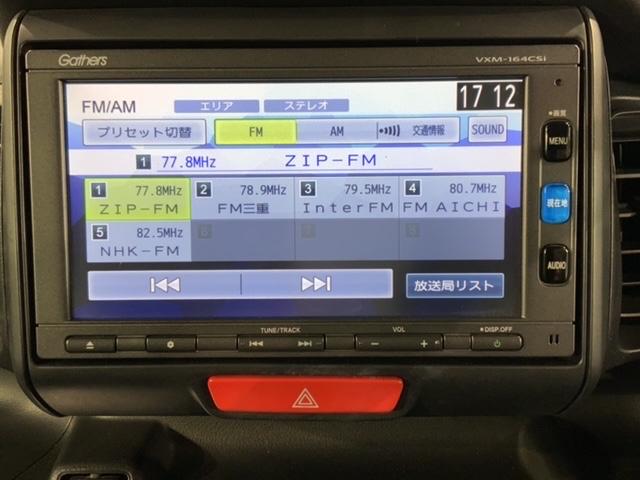 Gathers VXM-164CSi
FM/AM エリア ステレオ 17 12
プリセット切替 FM AM 交通情報 SOUND
1 77.8MHz ZIP-FM
1 77.8MHz 2 78.9MHz 3 79.5MHz 4 80.7MHz
ZIP-FM FM三重 InterFM FM AICHI
5 82.5MHz 6
NHK-FM
放送局リスト
画質
MENU
現在地
AUDIO
TUNE/TRACK VOL DISP.OFF